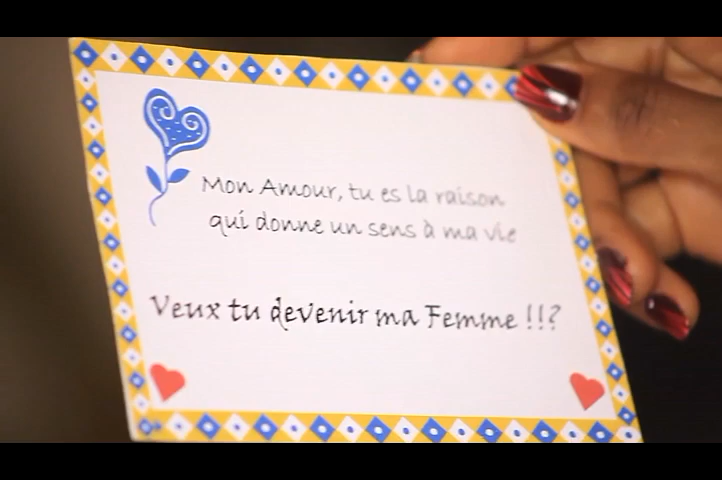 Mon Amour, tu es la raison
qui donne un sens à ma vie
Veux tu devenir ma Femme !!?